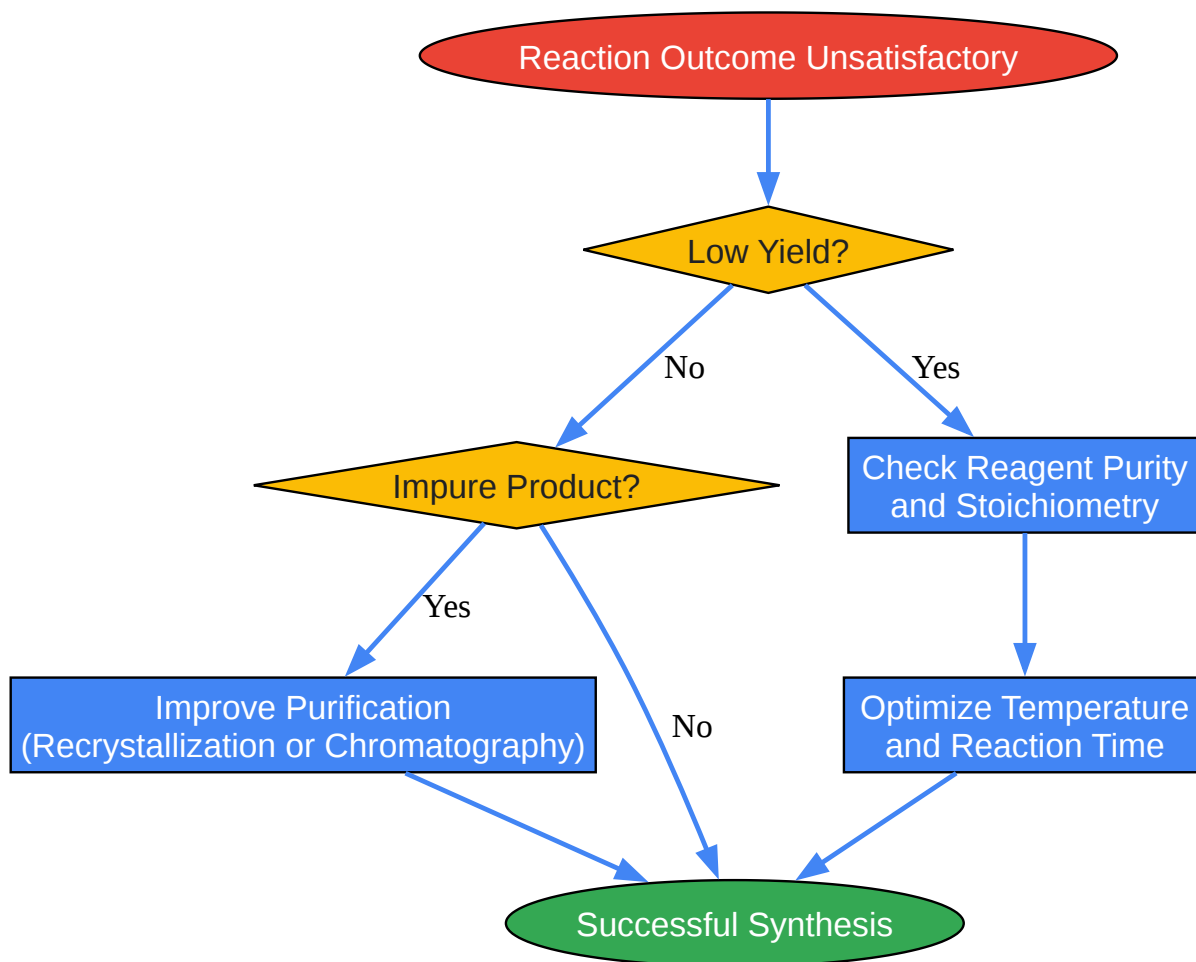 Reaction Outcome Unsatisfactory
Low Yield?
No
Yes
Impure Product?
Check Reagent Purity
and Stoichiometry
Yes
Improve Purification
(Recrystallization or Chromatography)
No
Optimize Temperature
and Reaction Time
Successful Synthesis